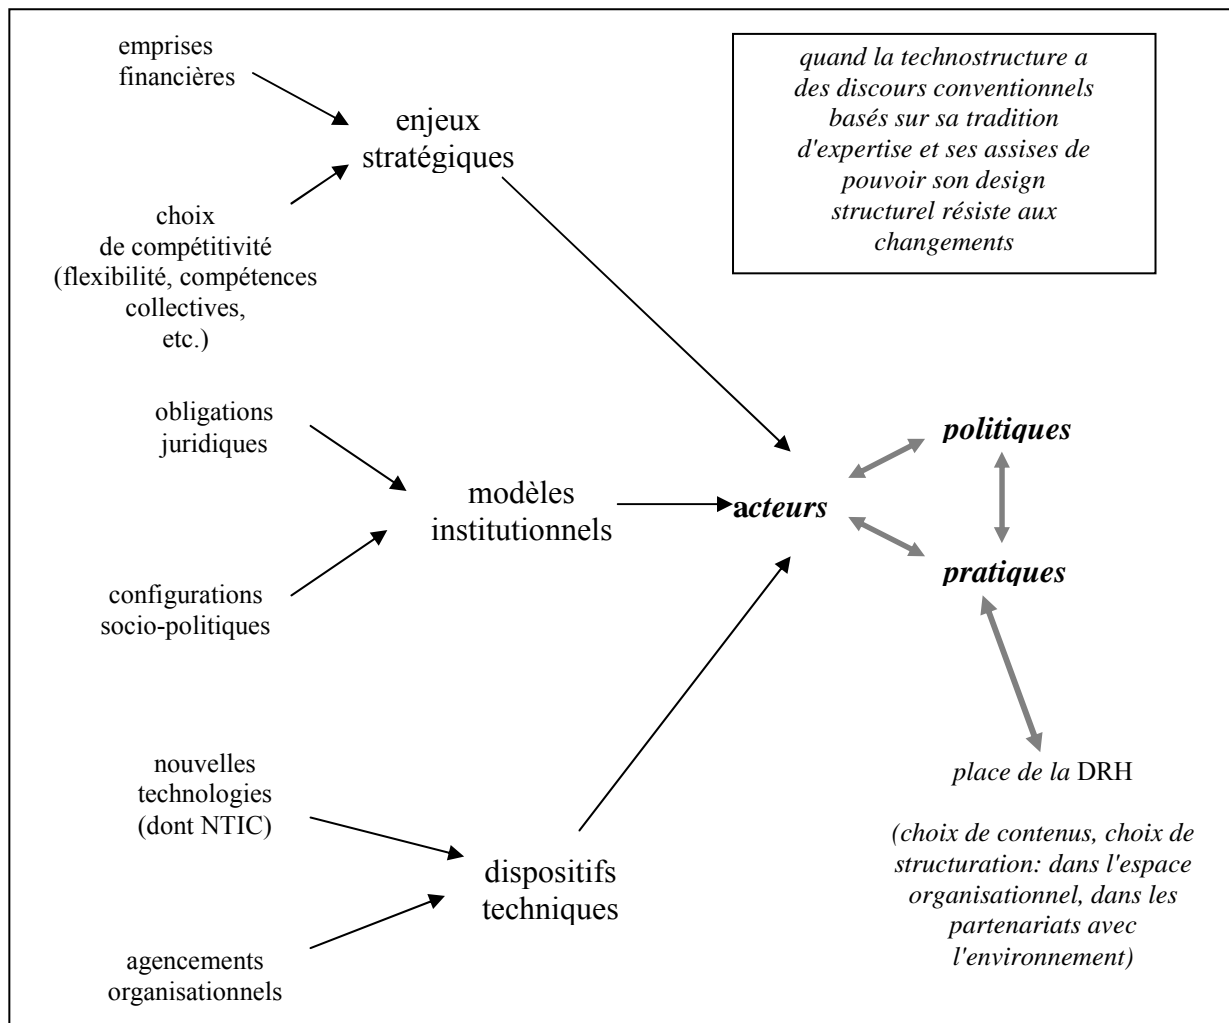 emprises
financières
enjeux
stratégiques
choix
de compétitivité
(flexibilité, compétences
collectives,
etc.)
quand la technostructure a
des discours conventionnels
basés sur sa tradition
d'expertise et ses assises de
pouvoir son design
structurel résiste aux
changements
obligations
juridiques
modèles
institutionnels
configurations
socio-politiques
acteurs
politiques
pratiques
nouvelles
technologies
(dont NTIC)
dispositifs
techniques
agencements
organisationnels
place de la DRH
(choix de contenus, choix de
structuration: dans l'espace
organisationnel, dans les
partenariats avec
l'environnement)